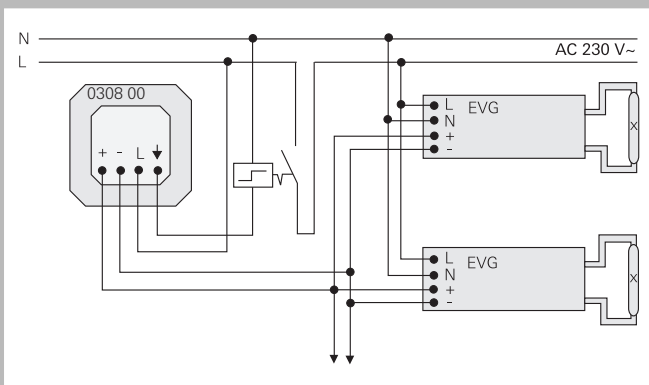 N
L
AC 230 V~
0308 00
+ - L
L EVG
N
+
-
X
L EVG
N
+
-
X